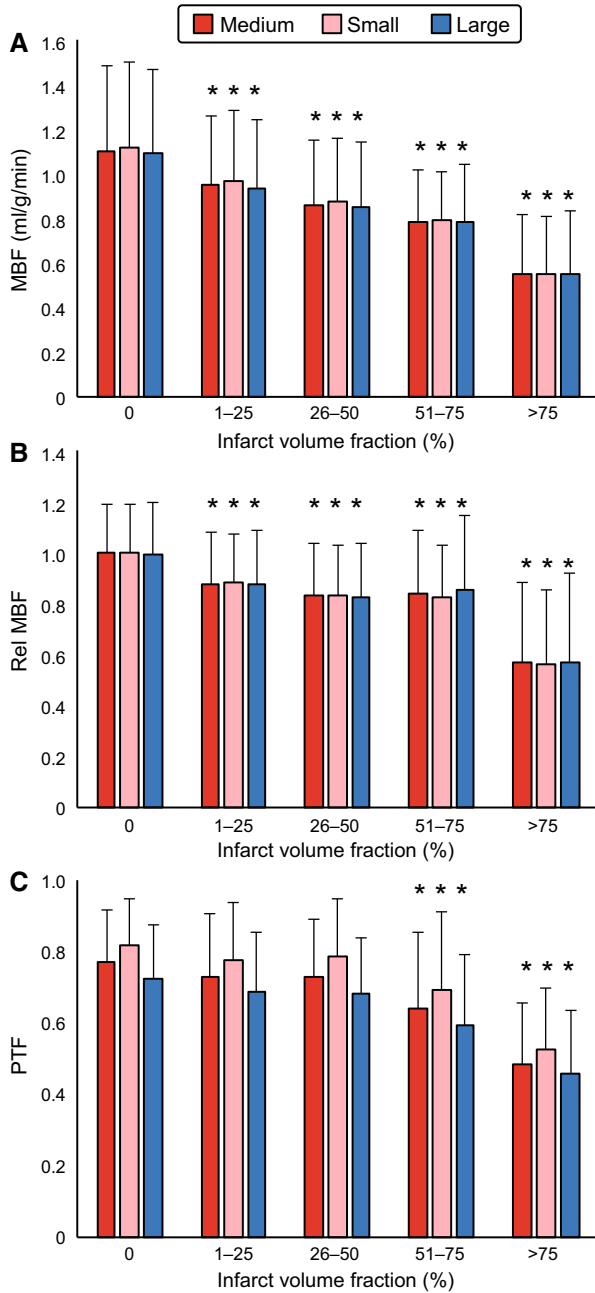 Medium Small Large
A
1.6
1.4
1.2
1.0
0.8
0.6
0.4
0.2
0
MBF (ml/g/min)
* * *
* * *
* * *
* * *
0 1–25 26–50 51–75 >75
Infarct volume fraction (%)
B
1.4
1.2
1.0
0.8
0.6
0.4
0.2
0
Rel MBF
* * * * * * * * *
* * *
0 1–25 26–50 51–75 >75
Infarct volume fraction (%)
C
1.0
0.8
0.6
0.4
0.2
0
PTF
* * *
* * *
0 1–25 26–50 51–75 >75
Infarct volume fraction (%)